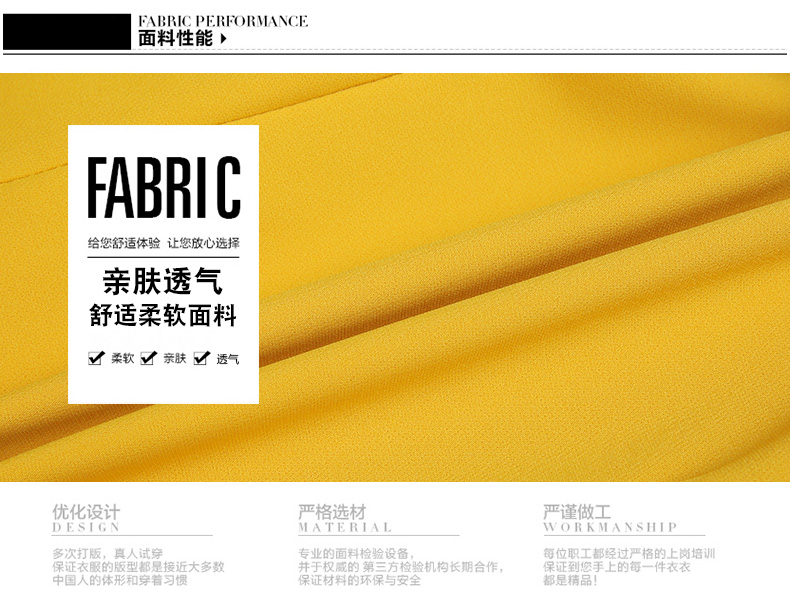 FABRIC PERFORMANCE
面料性能
FABRIC
给您舒适体验 让您放心选择
亲肤透气
舒适柔软面料
柔软 亲肤 透气
优化设计
DESIGN
多次打版，真人试穿
保证衣服的版型都是接近大多数
中国人的体形和穿着习惯
严格选材
MATERIAL
专业的面料检验设备，
并于权威的 第三方检验机构长期合作，
保证材料的环保与安全
严谨做工
WORKMANSHIP
每位职工都经过严格的上岗培训
保证到您手上的每一件衣衣
都是精品！